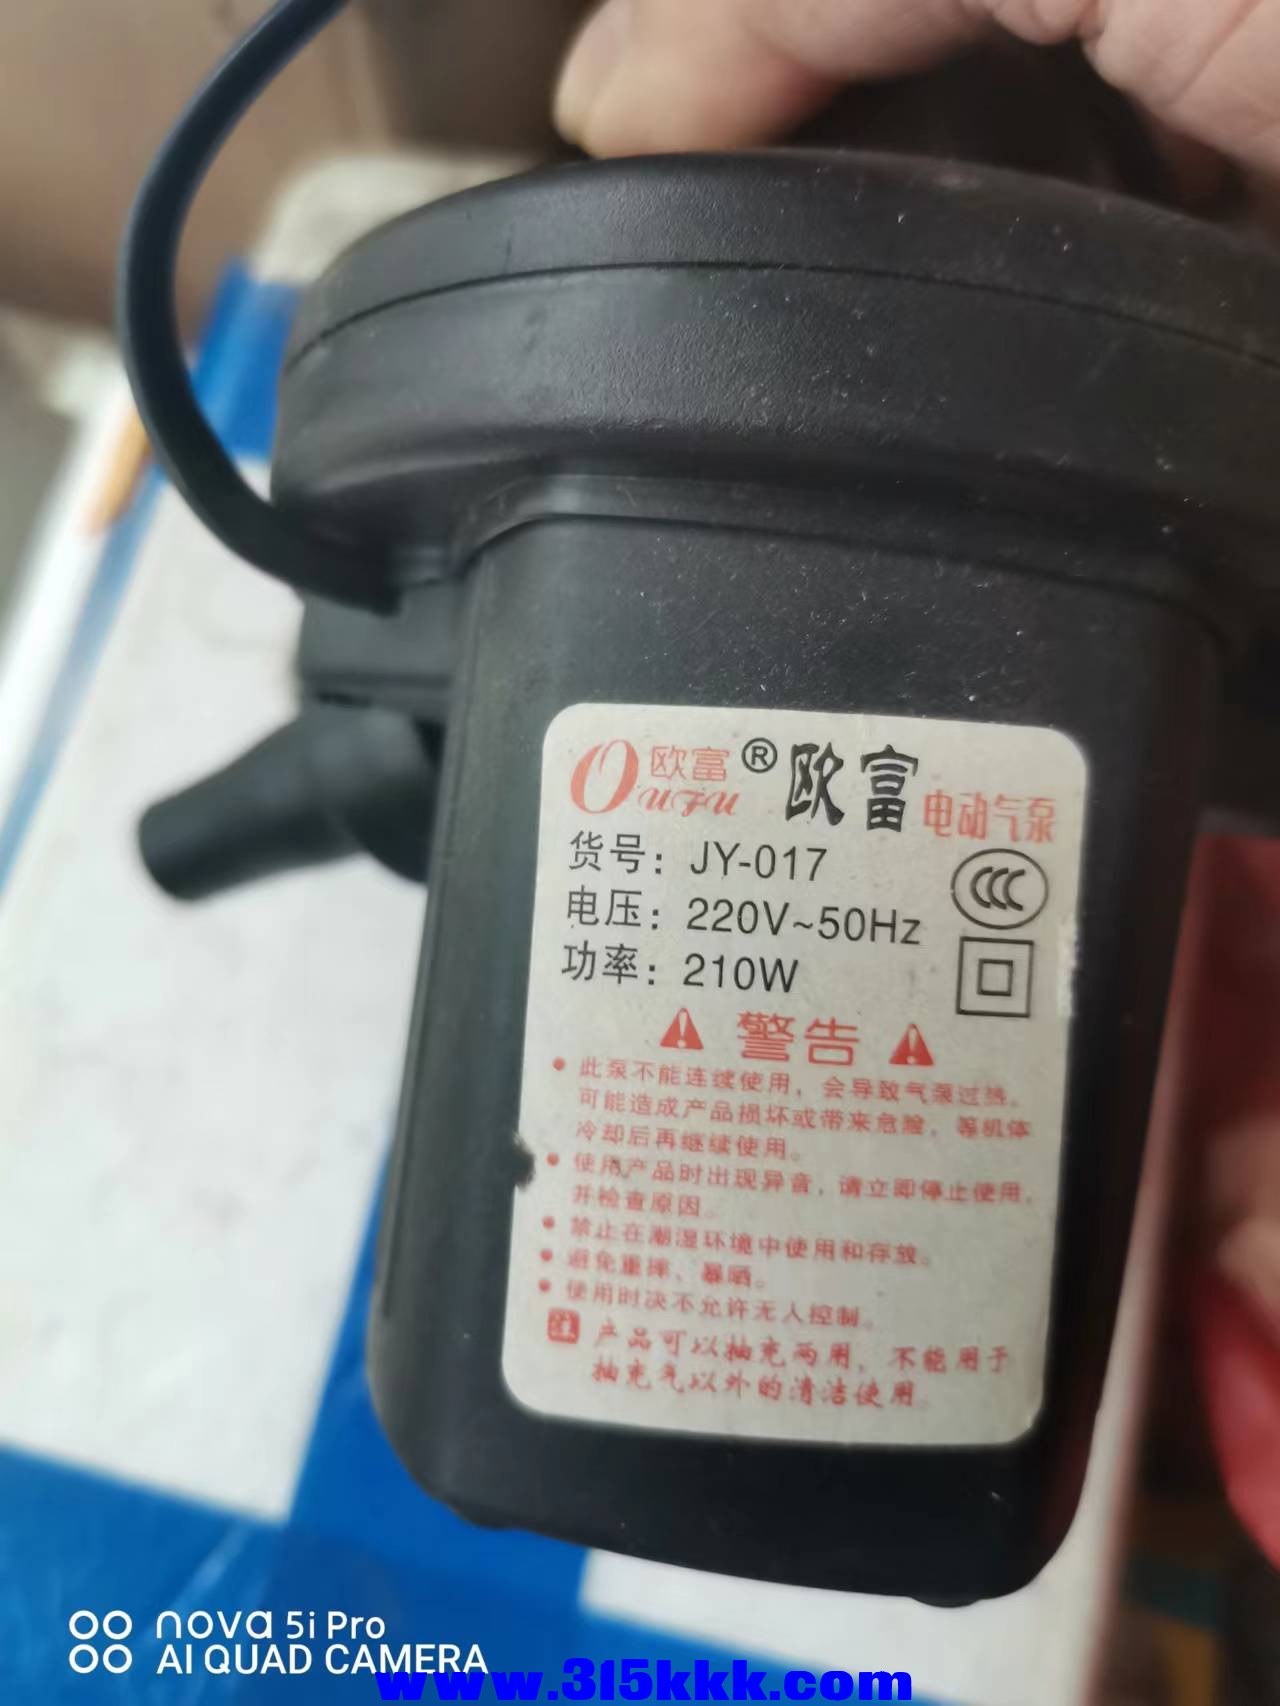 欧富
OUFU
® 欧富 电动气泵
货号：JY-017
电压：220V~50Hz
功率：210W
警告
● 此泵不能连续使用，会导致气泵过热，
可能造成产品损坏或带来危险，等机体
冷却后再继续使用。
● 使用产品时出现异音，请立即停止使用，
并检查原因。
● 禁止在潮湿环境中使用和存放。
● 避免重摔、暴晒。
● 使用时决不允许无人控制。
注 产品可以抽充两用，不能用于
抽充气以外的清洁使用。
nova 5i Pro
AI QUAD CAMERA
www.315kkk.com